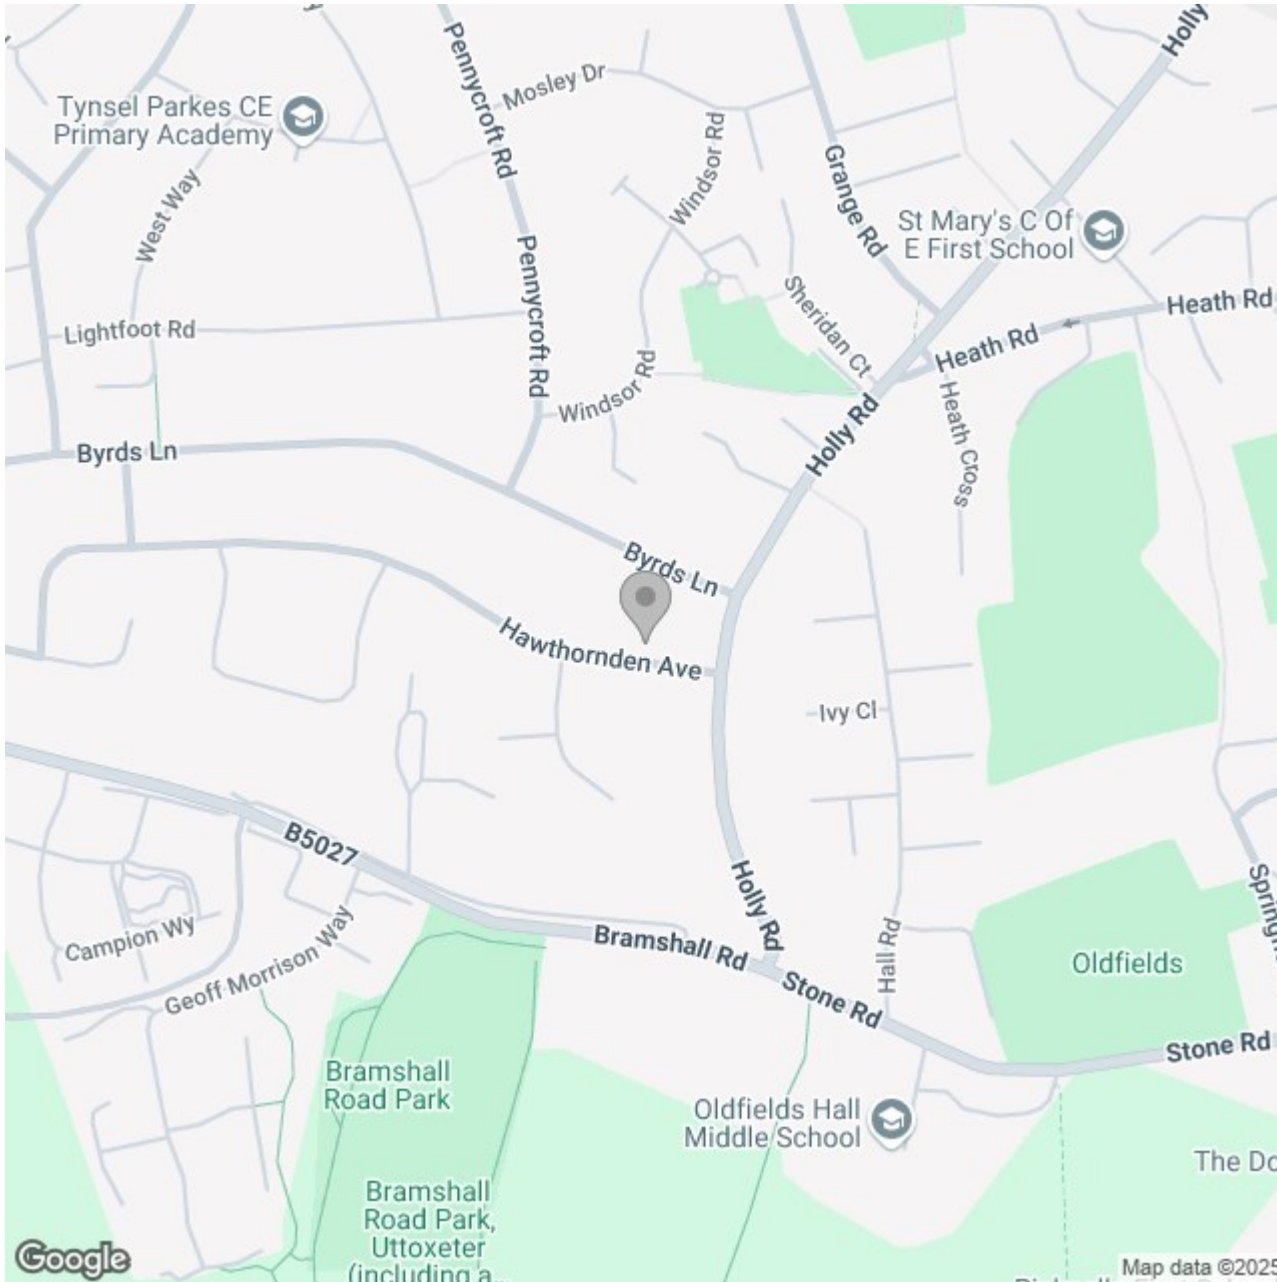 Holly
Pennycroft Rd
Mosley Dr
Tynsel Parkes CE
Primary Academy
Windsor Rd
Grange Rd
West Way
St Mary's C Of
E First School
Pennycroft Rd
Sheridan Ct
Heath Rd
Lightfoot Rd
Heath Rd
Windsor Rd
Holly Rd
Heath Cross
Byrds Ln
Byrds Ln
Hawthornden Ave
Ivy Cl
B5027
Holly Rd
Campion Wy
Geoff Morrison Way
Bramshall Rd
Hall Rd
Oldfields
Stone Rd
Stone Rd
Bramshall
Road Park
Oldfields Hall
Middle School
The Do
Bramshall
Road Park,
Uttoxeter
(including a...
Google
Map data ©2025